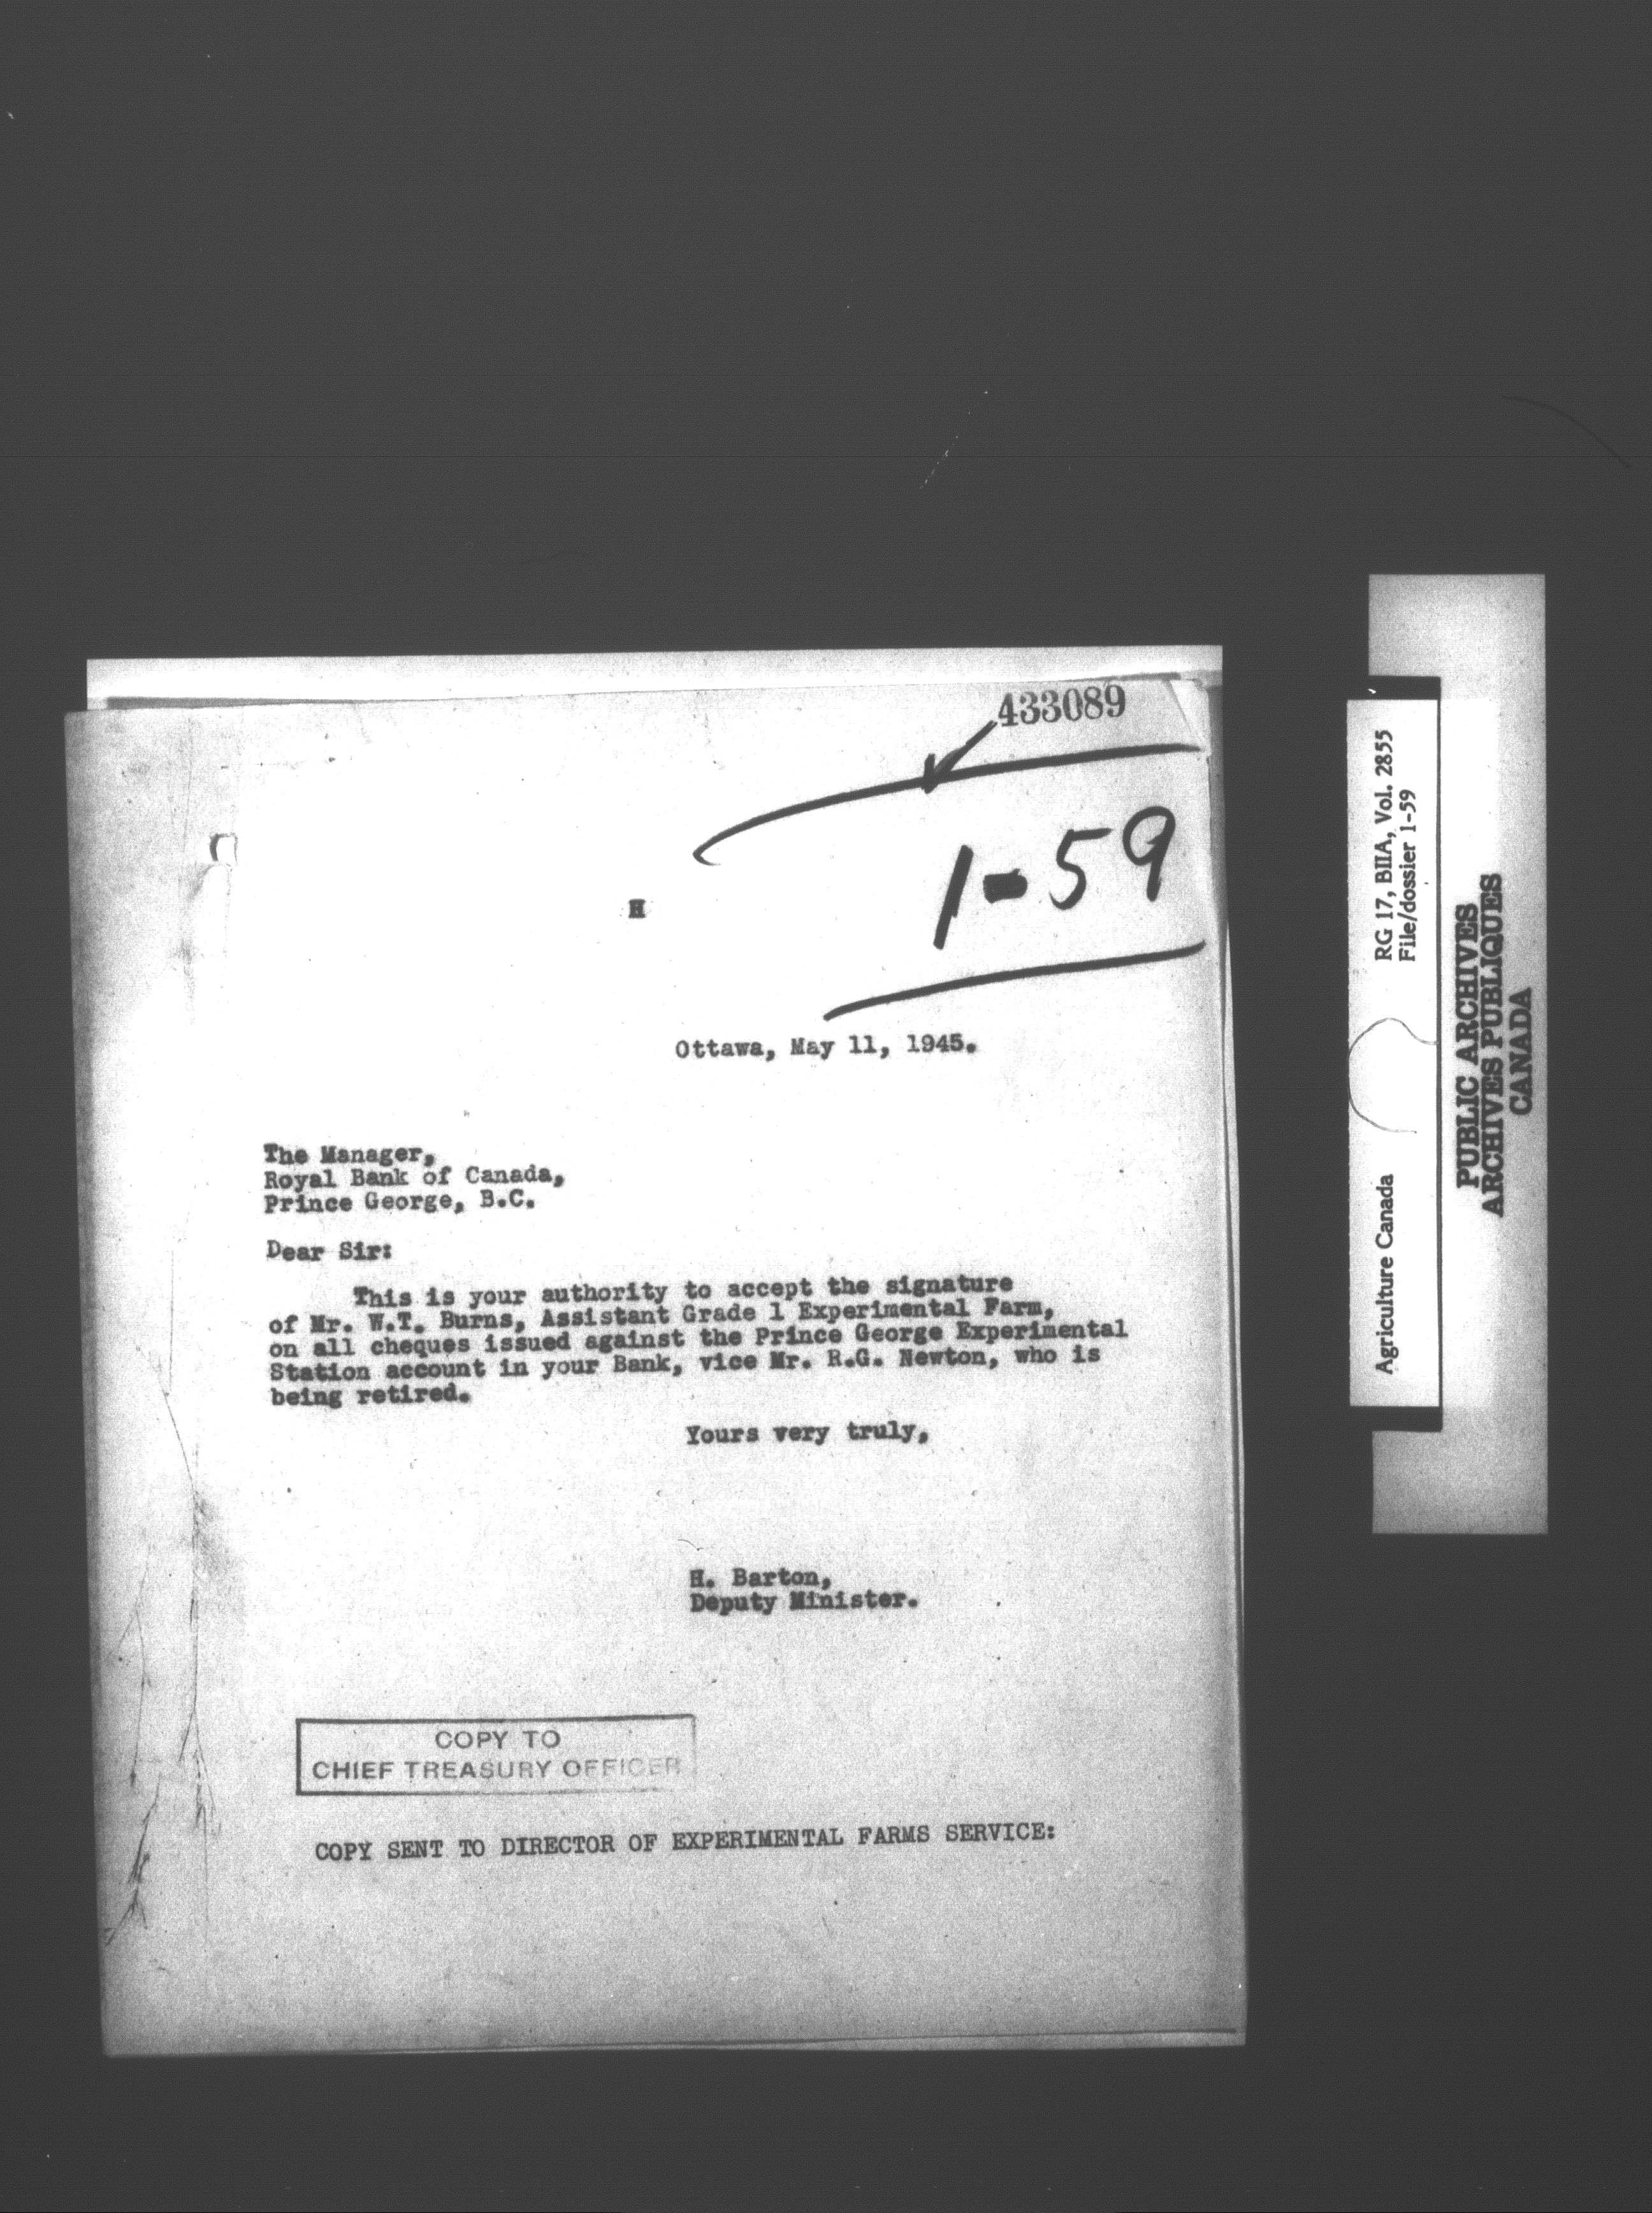 433089
1-59
H
Ottawa, May 11, 1945.
The Manager,
Royal Bank of Canada,
Prince George, B.C.
Dear Sir:
This is your authority to accept the signature
of Mr. W.T. Burns, Assistant Grade 1 Experimental Farm,
on all cheques issued against the Prince George Experimental
Station account in your Bank, vice Mr. R.G. Newton, who is
being retired.
Yours very truly,
H. Barton,
Deputy Minister.
COPY TO
CHIEF TREASURY OFFICER
COPY SENT TO DIRECTOR OF EXPERIMENTAL FARMS SERVICE:
Agriculture Canada
RG 17, BIIA, Vol. 2855
File/dossier 1-59
PUBLIC ARCHIVES
ARCHIVES PUBLIQUES
CANADA